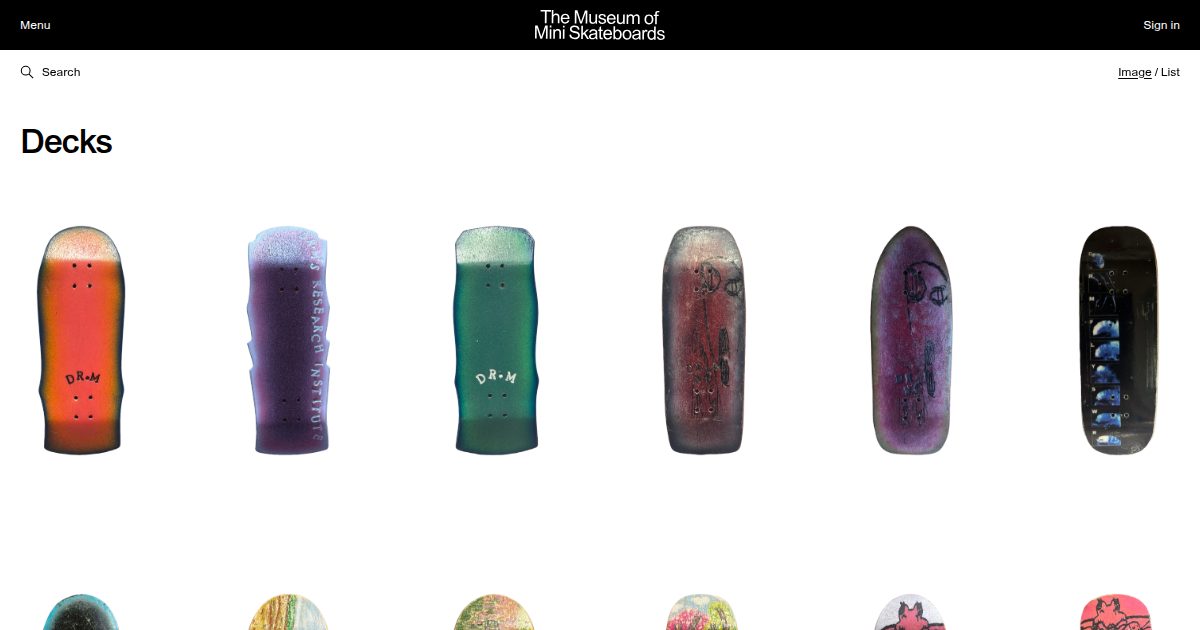 Menu
The Museum of
Mini Skateboards
Sign in
Search
Image / List
Decks
DR•M
RESEARCH INSTITUTE
DR•M